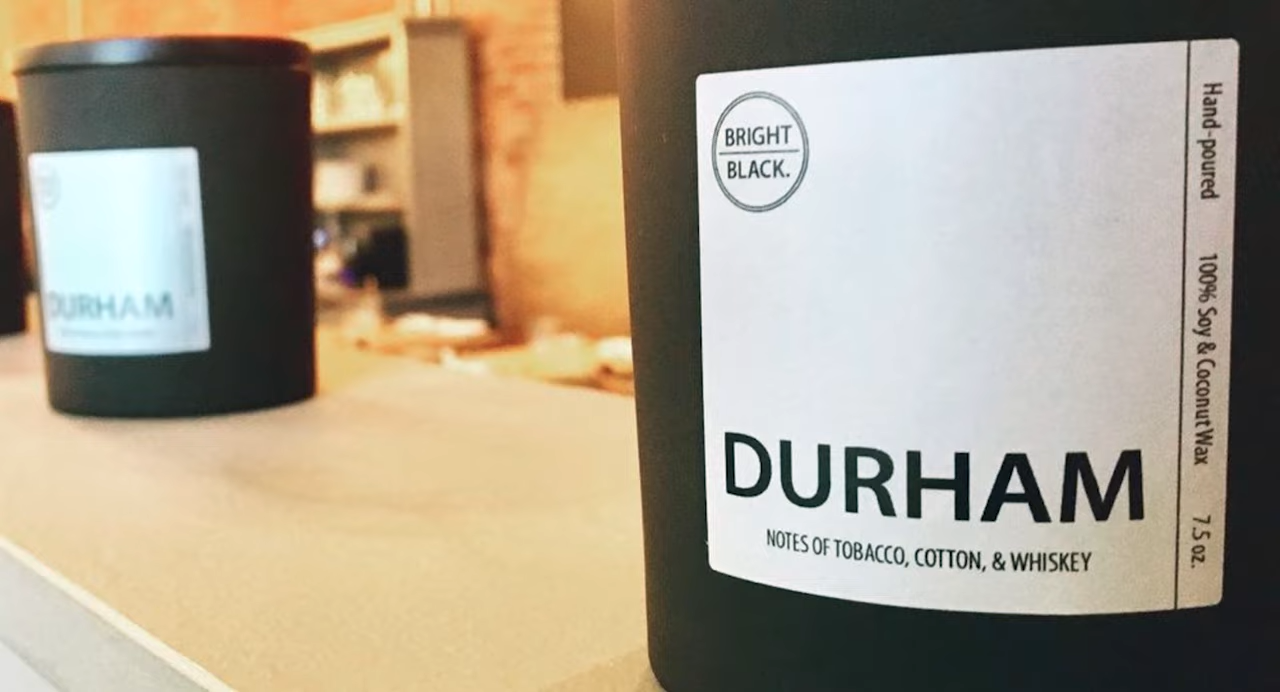 BRIGHT
BLACK.
DURHAM
NOTES OF TOBACCO, COTTON, & WHISKEY
Hand-poured 100% Soy & Coconut Wax 7.5 oz.
DURHAM